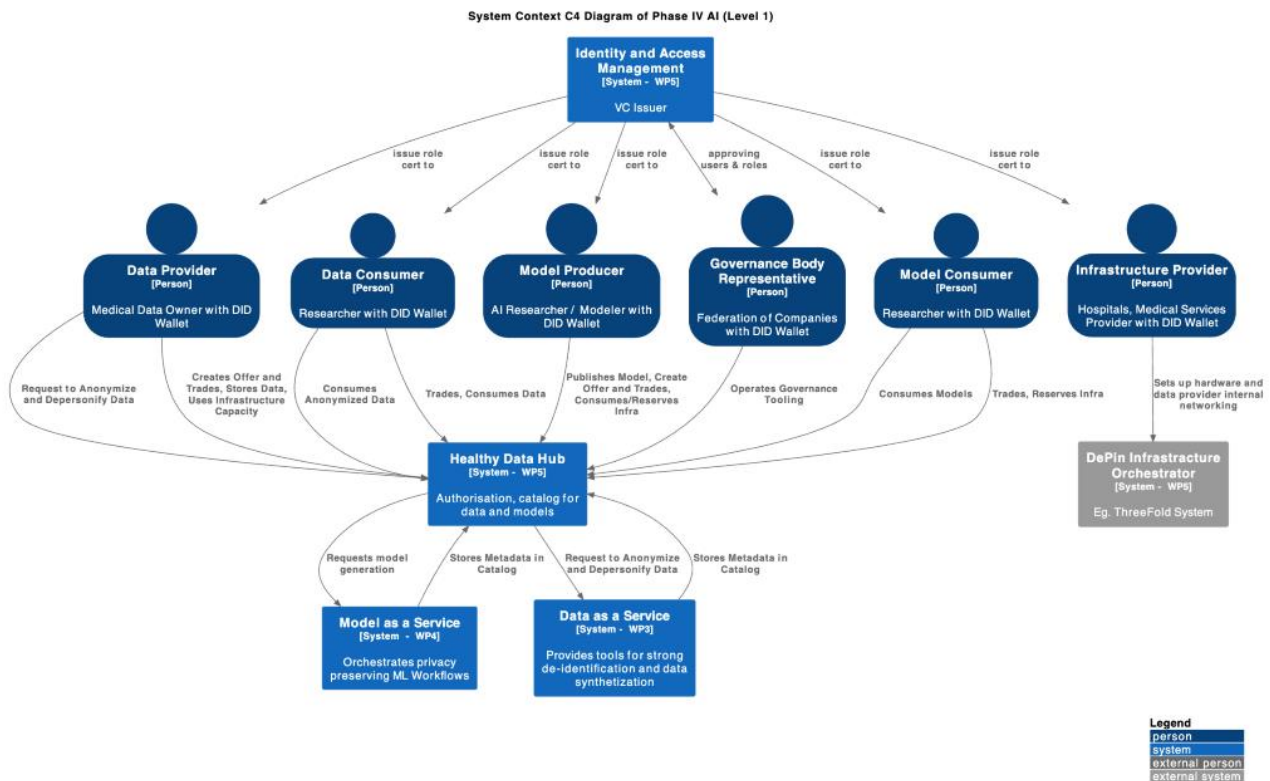 System Context C4 Diagram of Phase IV AI (Level 1)
Identity and Access
Management
[System - WP5]
VC Issuer
issue role
cert to
issue role
cert to
issue role
cert to
approving
users & roles
issue role
cert to
issue role
cert to
Data Provider
[Person]
Medical Data Owner with DID
Wallet
Data Consumer
[Person]
Researcher with DID Wallet
Model Producer
[Person]
AI Researcher / Modeler with
DID Wallet
Governance Body
Representative
[Person]
Federation of Companies
with DID Wallet
Model Consumer
[Person]
Researcher with DID Wallet
Infrastructure Provider
[Person]
Hospitals, Medical Services
Provider with DID Wallet
Request to Anonymize
and Depersonify Data
Creates Offer and
Trades, Stores Data,
Uses Infrastructure
Capacity
Consumes
Anonymized Data
Trades, Consumes Data
Publishes Model, Create
Offer and Trades,
Consumes/Reserves
Infra
Operates Governance
Tooling
Consumes Models
Trades, Reserves Infra
Sets up hardware and
data provider internal
networking
Healthy Data Hub
[System - WP5]
Authorisation, catalog for
data and models
DePin Infrastracture
Orchestrator
[System - WP5]
Eg. ThreeFold System
Requests model
generation
Stores Metadata in
Catalog
Request to Anonymize
and Depersonify Data
Stores Metadata in
Catalog
Model as a Service
[System - WP4]
Orchestrates privacy
preserving ML Workflows
Data as a Service
[System - WP3]
Provides tools for strong
de-identification and data
synthetization
Legend
person
system
external person
external system